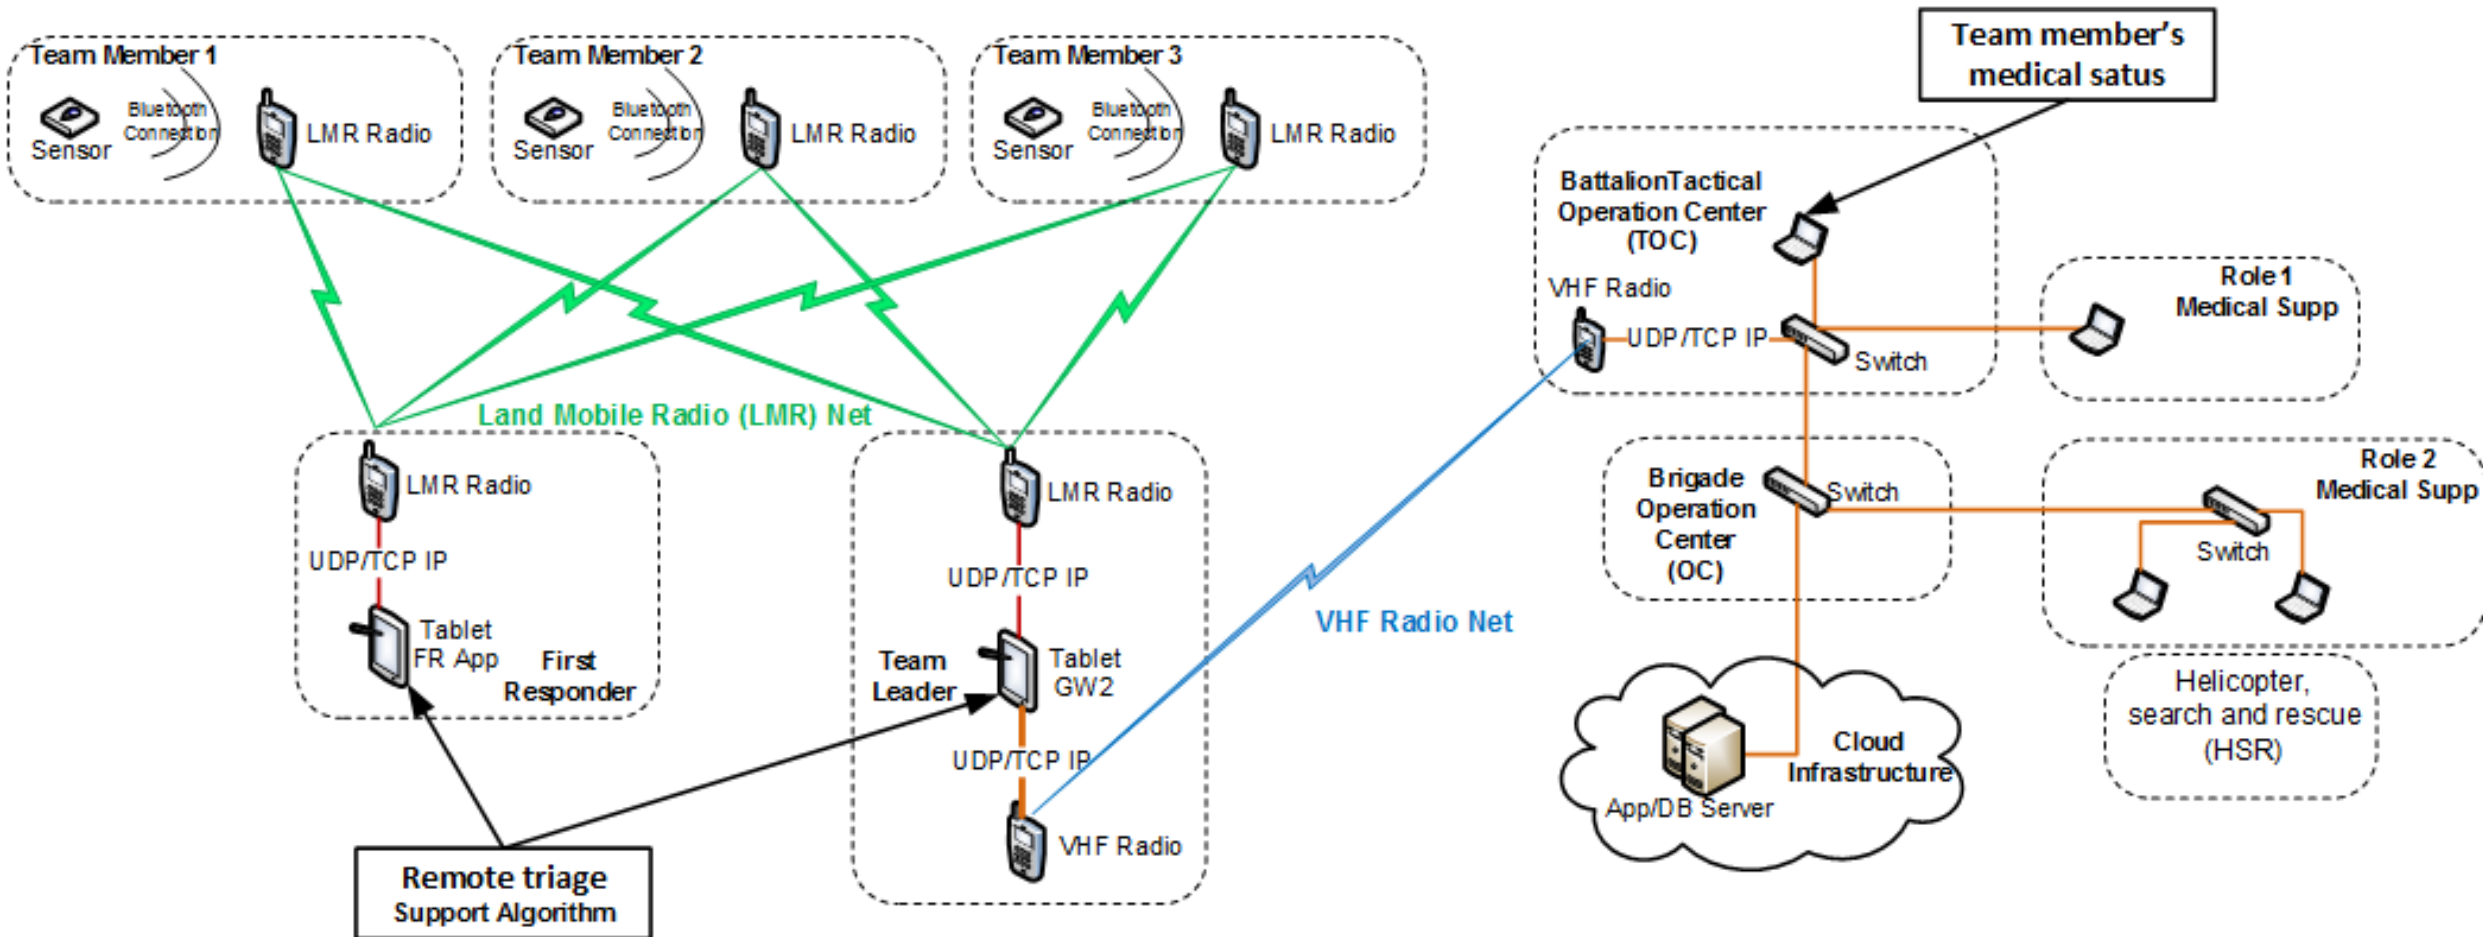 Team Member 1
Sensor
Bluetooth
Connection
LMR Radio
Team Member 2
Sensor
Bluetooth
Connection
LMR Radio
Team Member 3
Sensor
Bluetooth
Connection
LMR Radio
Team member's
medical satus
BattalionTactical
Operation Center
(TOC)
VHF Radio
UDP/TCP IP
Switch
Role 1
Medical Supp
Land Mobile Radio (LMR) Net
LMR Radio
UDP/TCP IP
Tablet
FR App
First
Responder
LMR Radio
UDP/TCP IP
Team
Leader
Tablet
GW2
UDP/TCP IP
VHF Radio
VHF Radio Net
Brigade
Operation
Center
(OC)
Switch
Role 2
Medical Supp
Switch
Helicopter,
search and rescue
(HSR)
Cloud
Infrastructure
App/DB Server
Remote triage
Support Algorithm